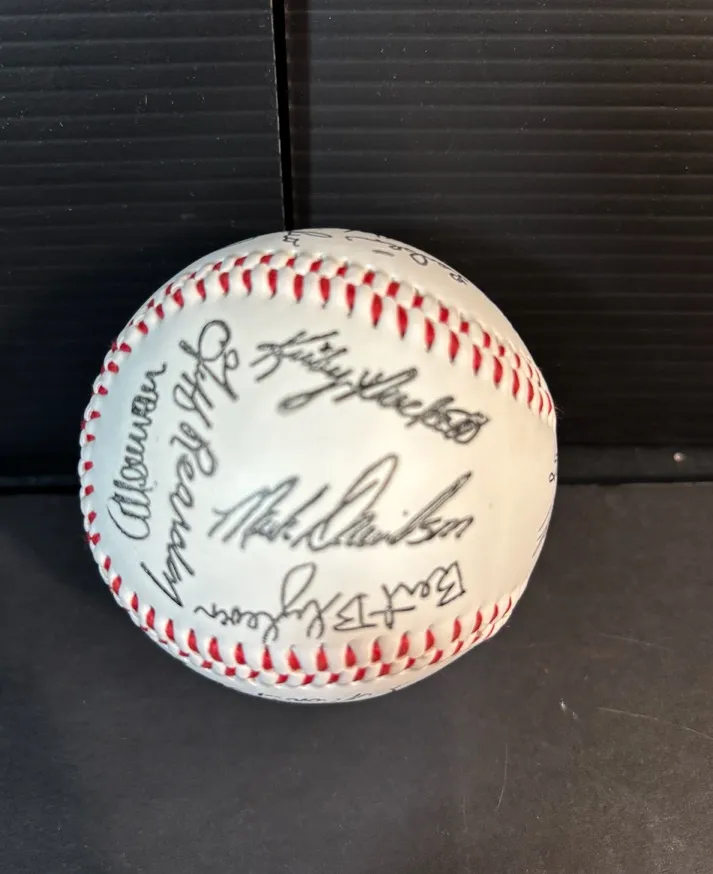 Kirby Puckett
Jeff Reardon
Al Newman
Mark Davidson
Bert Blyleven